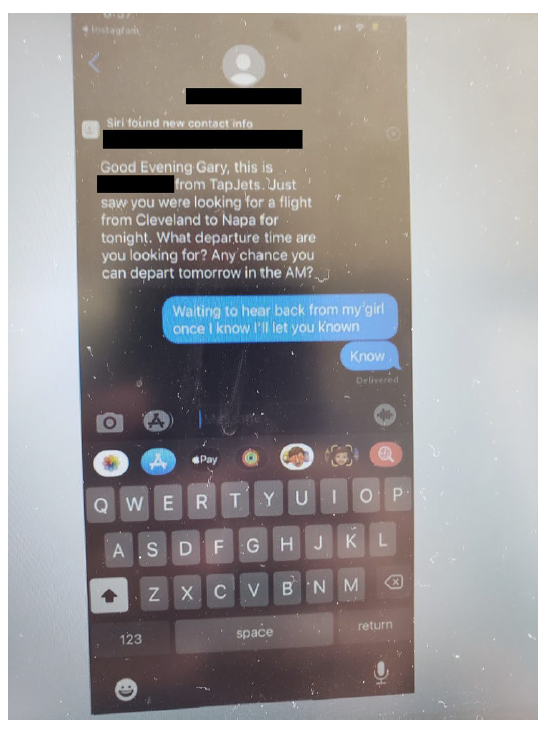 Instagram
Siri found new contact info
Good Evening Gary, this is
from TapJets. Just
saw you were looking for a flight
from Cleveland to Napa for
tonight. What departure time are
you looking for? Any chance you
can depart tomorrow in the AM?
Waiting to hear back from my girl
once I know I'll let you known
Know
Delivered
Pay
Q W E R T Y U I O P
A S D F G H J K L
Z X C V B N M
123 space return